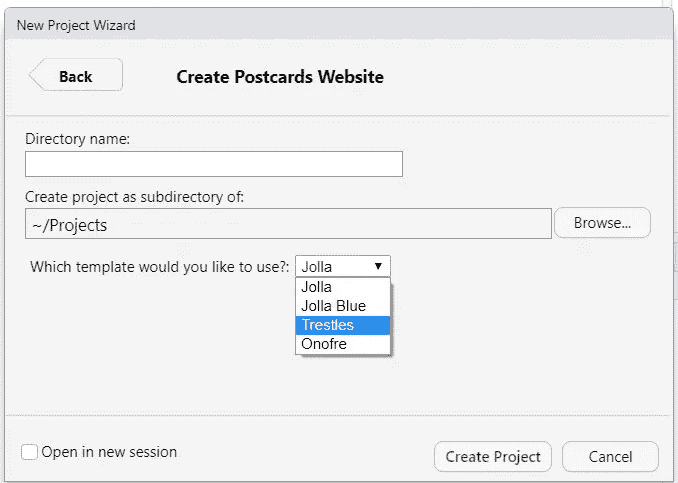 New Project Wizard
Back
Create Postcards Website
Directory name:
Create project as subdirectory of:
~/Projects
Browse...
Which template would you like to use?: Jolla
Jolla
Jolla Blue
Trestles
Onofre
Open in new session
Create Project
Cancel